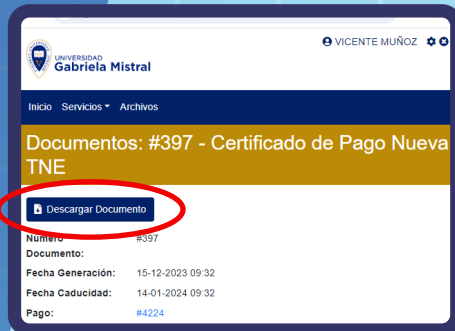 UNIVERSIDAD
Gabriela Mistral
VICENTE MUÑOZ
Inicio Servicios Archivos
Documentos: #397 - Certificado de Pago Nueva
TNE
Descargar Documento
Número #397
Documento:
Fecha Generación: 15-12-2023 09:32
Fecha Caducidad: 14-01-2024 09:32
Pago: #4224